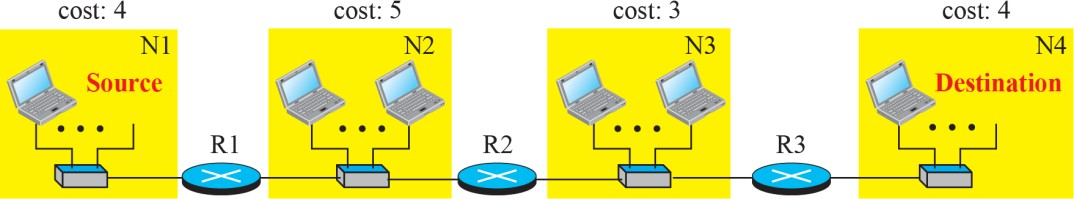 cost: 4 cost: 5 cost: 3 cost: 4
N1 N2 N3 N4
Source Destination
R1 R2 R3